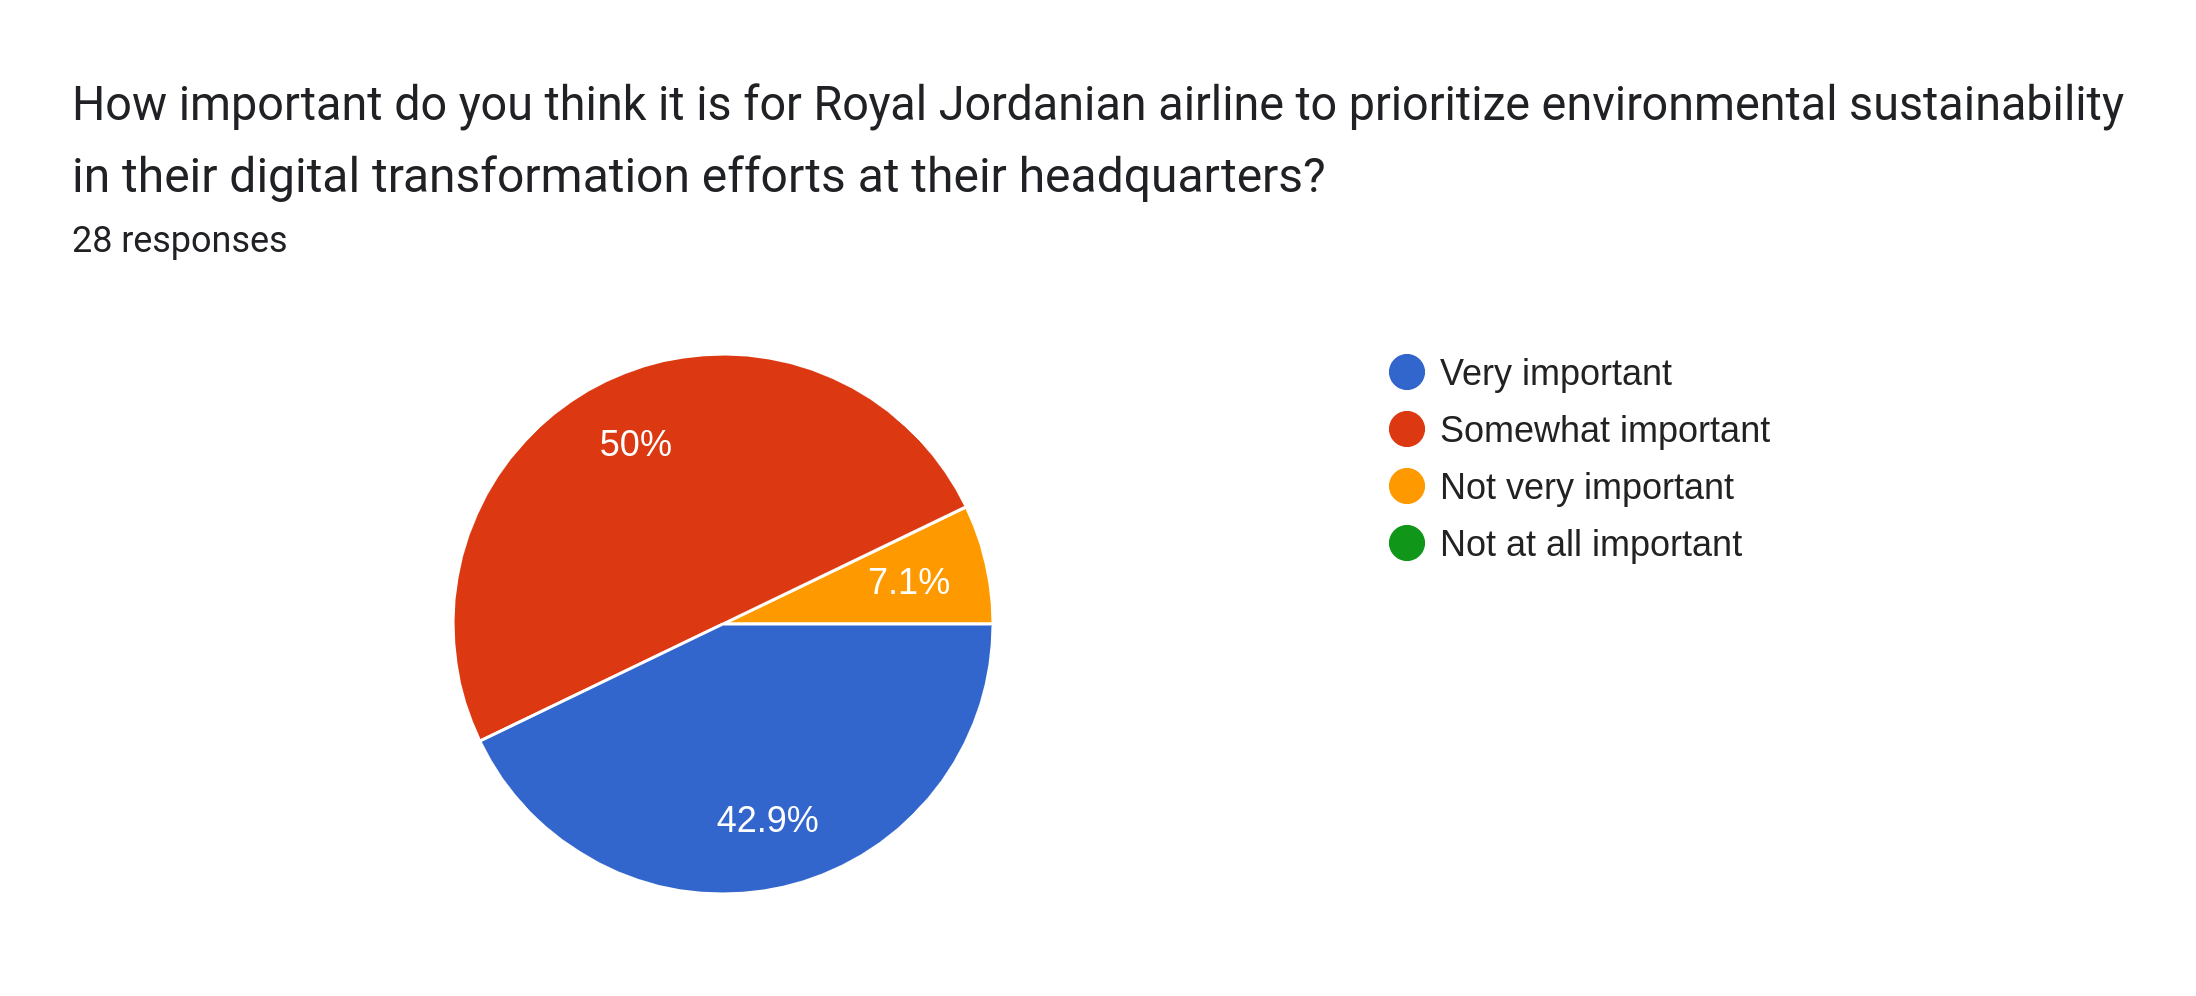 How important do you think it is for Royal Jordanian airline to prioritize environmental sustainability
in their digital transformation efforts at their headquarters?
28 responses
50%
7.1%
42.9%
Very important
Somewhat important
Not very important
Not at all important